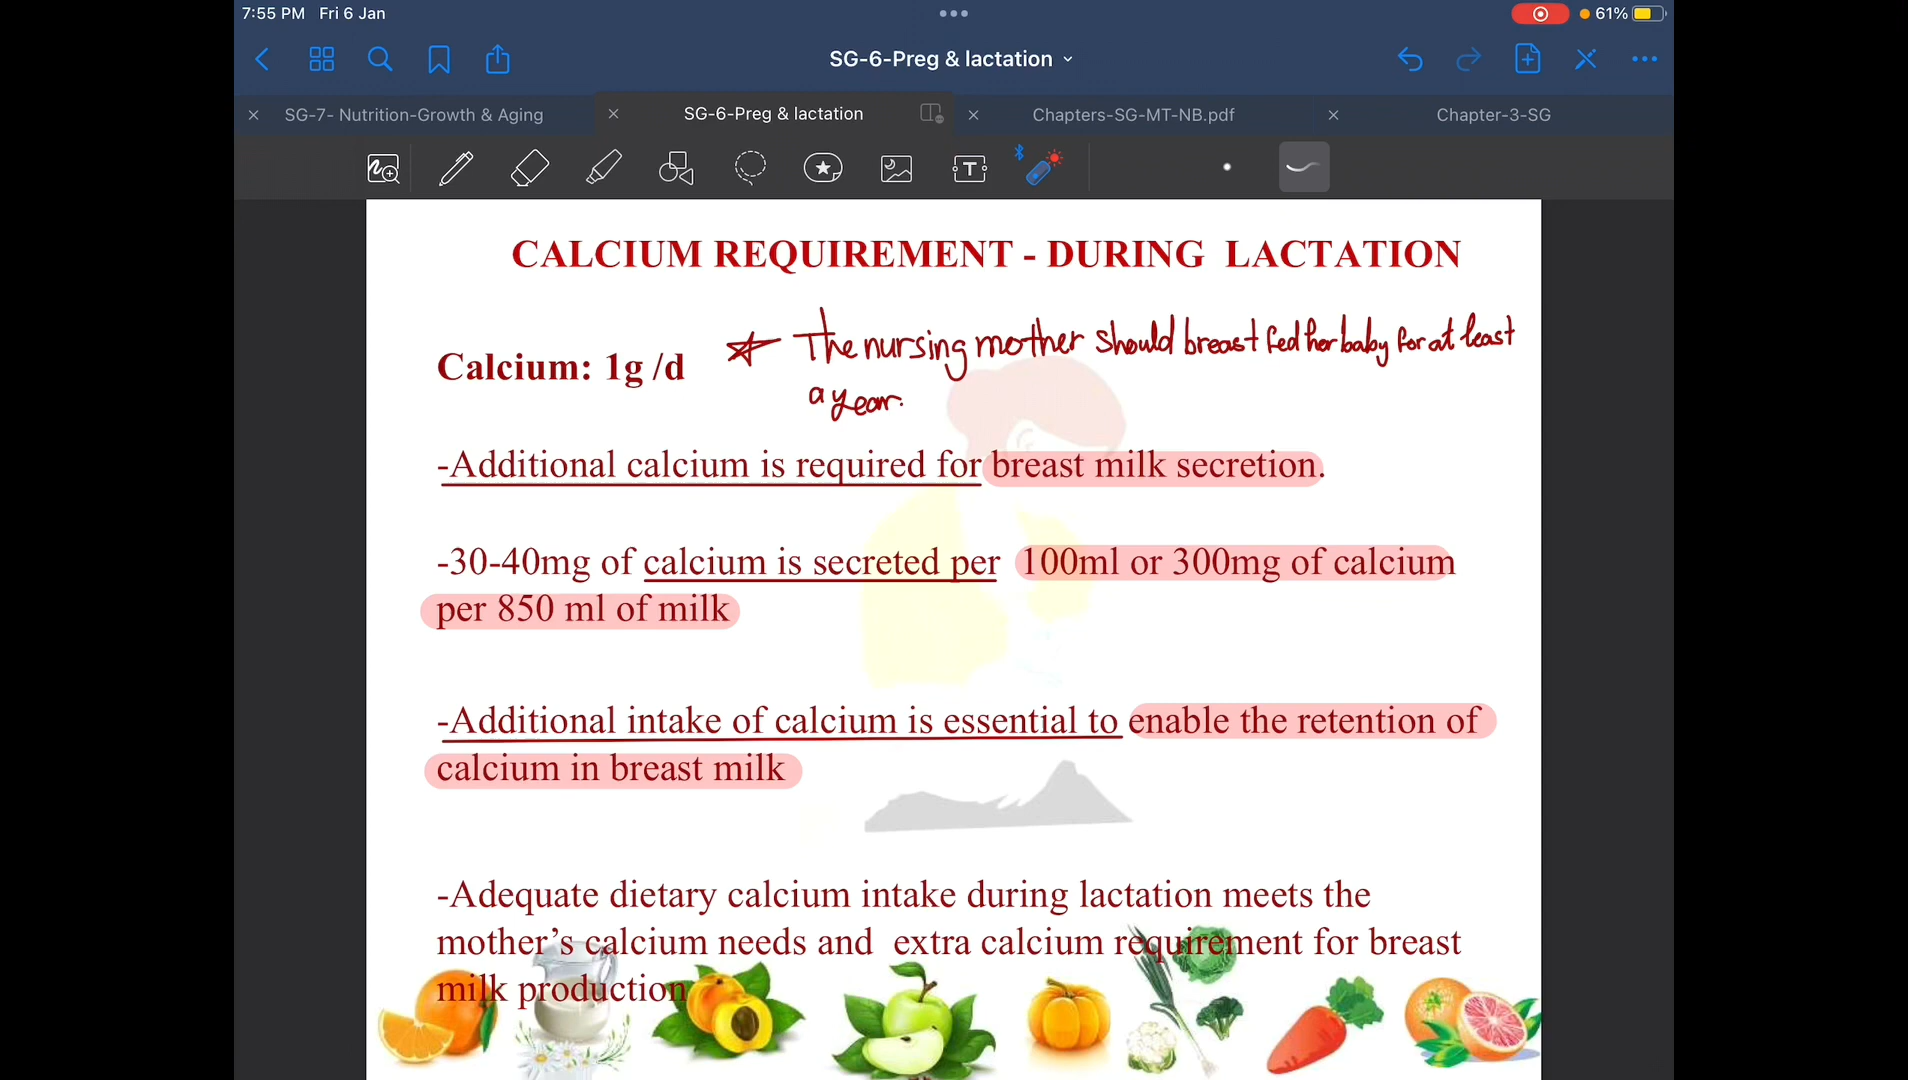 7:55 PM Fri 6 Jan
61%
SG-6-Preg & lactation
SG-7- Nutrition-Growth & Aging
SG-6-Preg & lactation
Chapters-SG-MT-NB.pdf
Chapter-3-SG
T
CALCIUM REQUIREMENT - DURING LACTATION
The nursing mother should breast fed her baby for at least
a year.
Calcium: 1g /d
-Additional calcium is required for breast milk secretion.
-30-40mg of calcium is secreted per 100ml or 300mg of calcium
per 850 ml of milk
-Additional intake of calcium is essential to enable the retention of
calcium in breast milk
-Adequate dietary calcium intake during lactation meets the
mother’s calcium needs and extra calcium requirement for breast
milk production